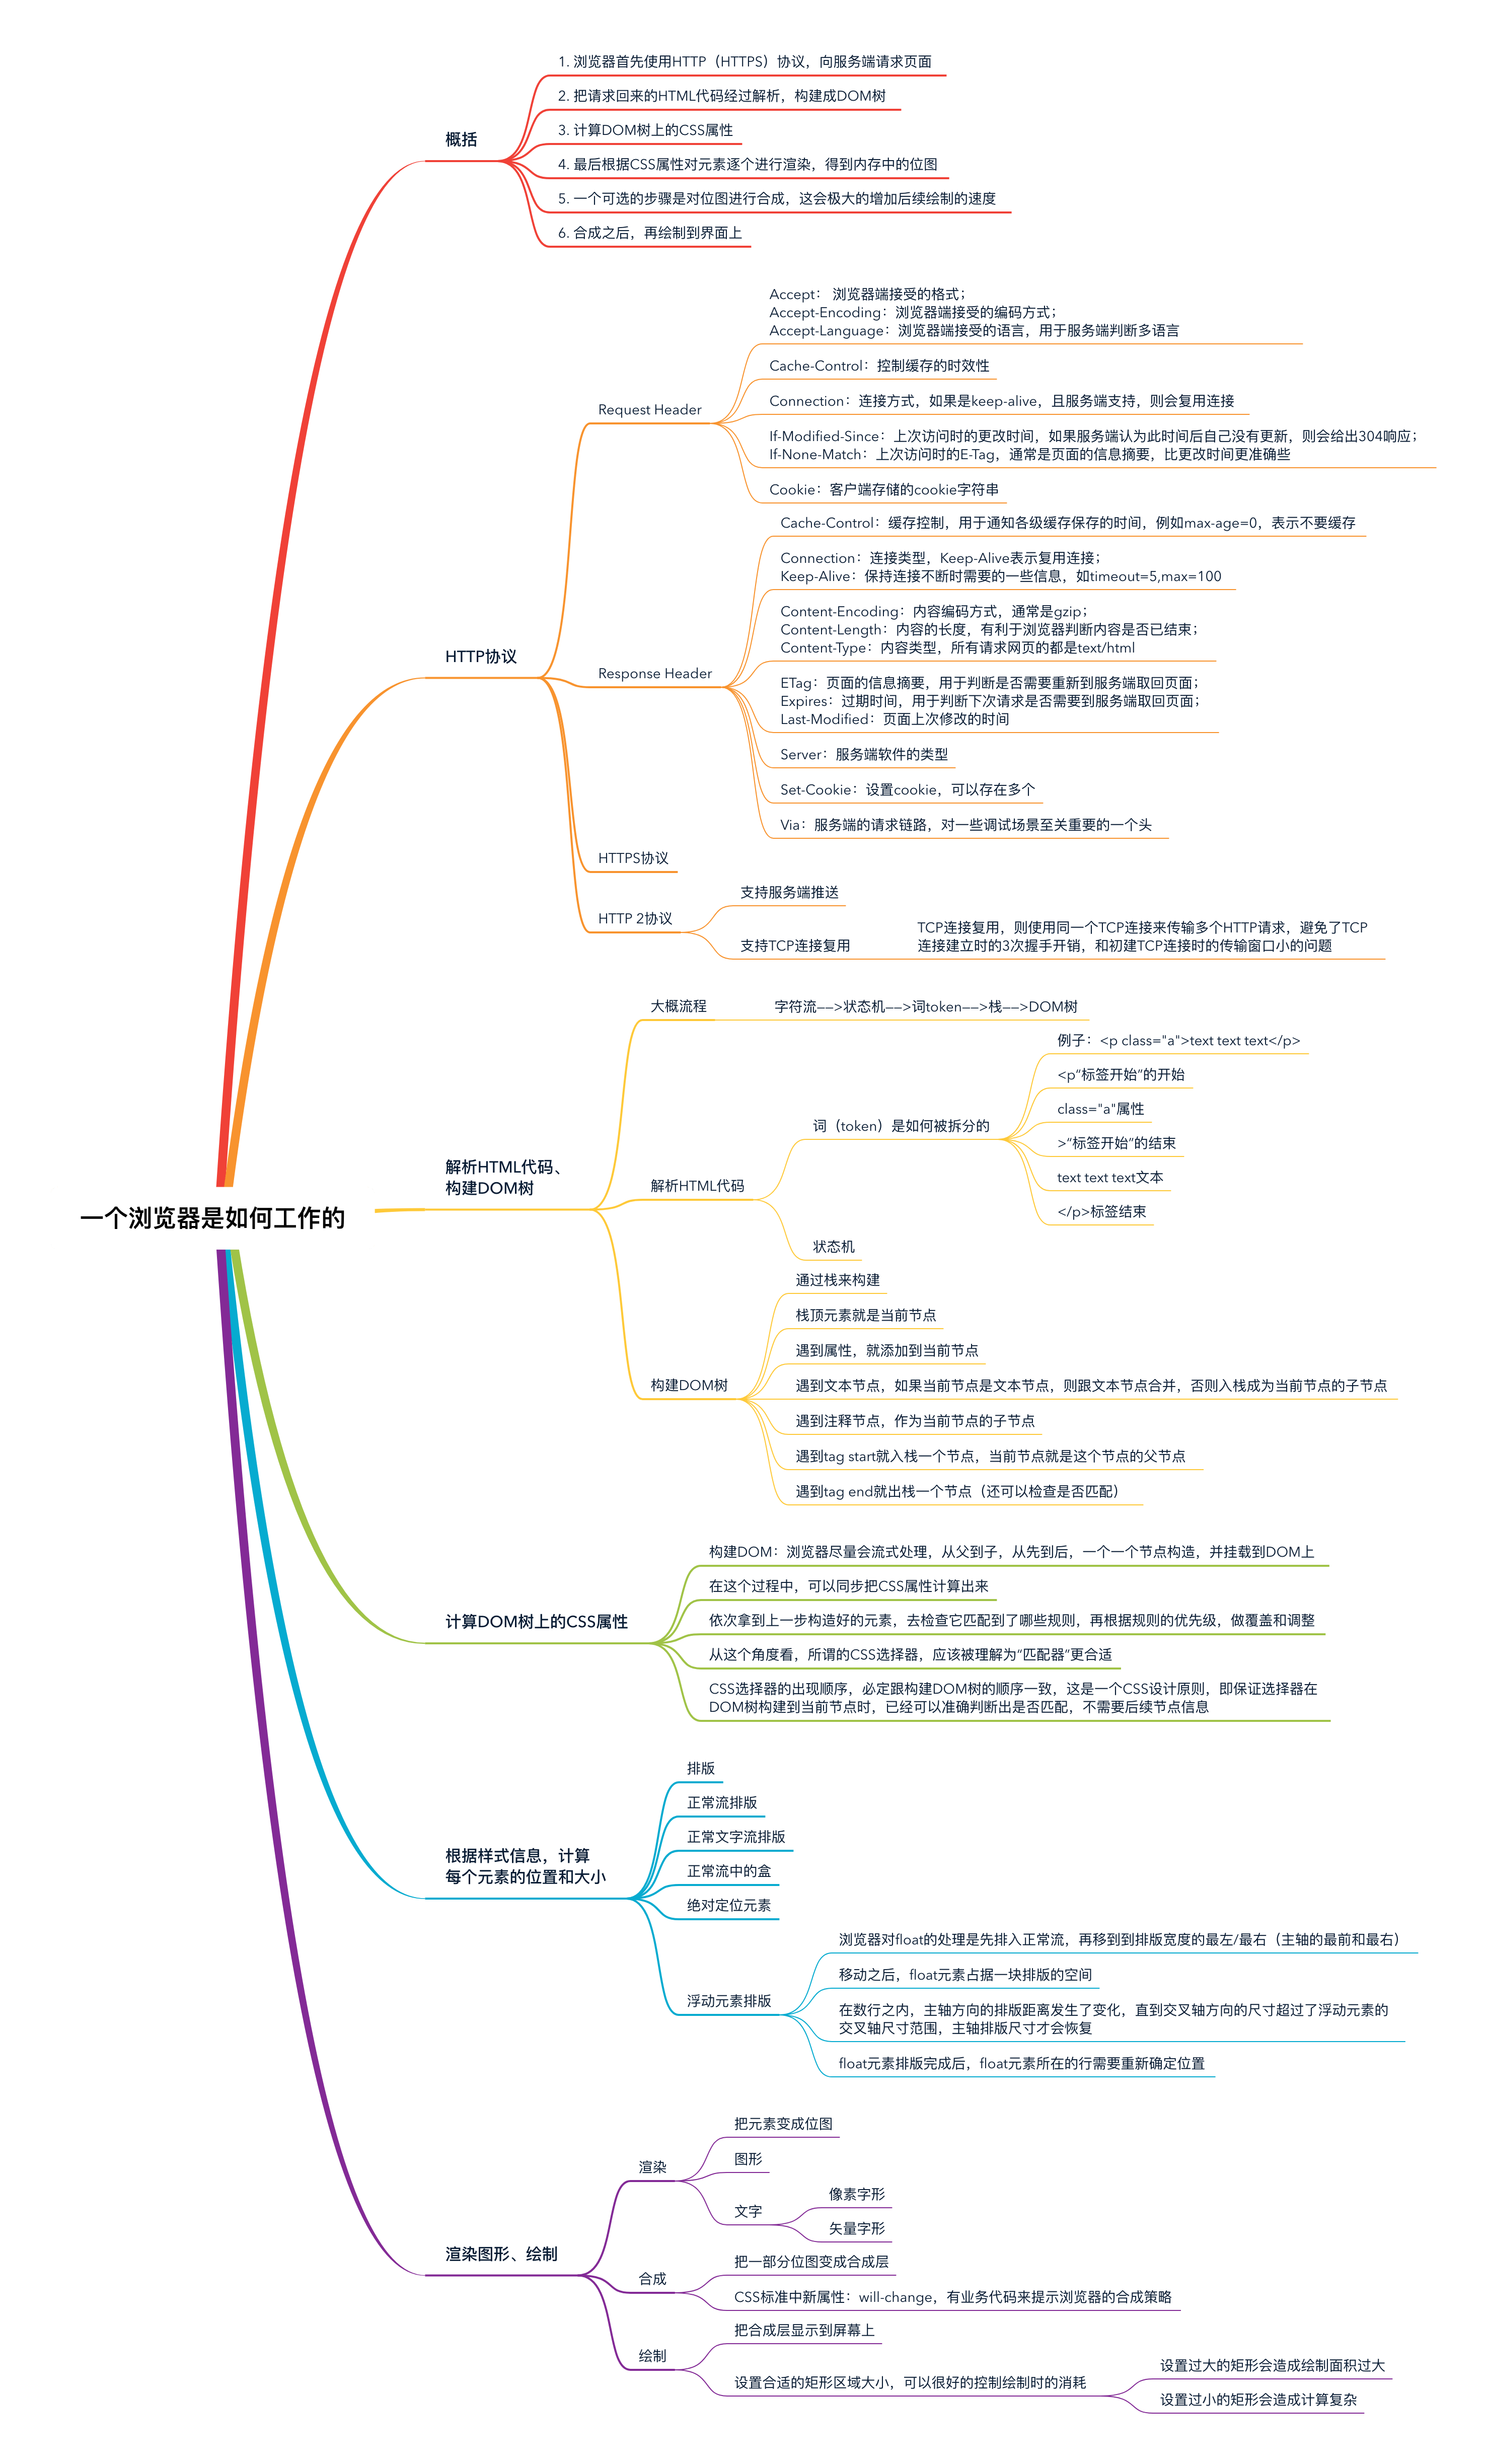 1. 浏览器首先使用HTTP（HTTPS）协议，向服务端请求页面
2. 把请求回来的HTML代码经过解析，构建成DOM树
3. 计算DOM树上的CSS属性
概括
4. 最后根据CSS属性对元素逐个进行渲染，得到内存中的位图
5. 一个可选的步骤是对位图进行合成，这会极大的增加后续绘制的速度
6. 合成之后，再绘制到界面上
Accept： 浏览器端接受的格式；
Accept-Encoding：浏览器端接受的编码方式；
Accept-Language：浏览器端接受的语言，用于服务端判断多语言
Cache-Control：控制缓存的时效性
Request Header
Connection：连接方式，如果是keep-alive，且服务端支持，则会复用连接
If-Modified-Since：上次访问时的更改时间，如果服务端认为此时间后自己没有更新，则会给出304响应；
If-None-Match：上次访问时的E-Tag，通常是页面的信息摘要，比更改时间更准确些
Cookie：客户端存储的cookie字符串
Cache-Control：缓存控制，用于通知各级缓存保存的时间，例如max-age=0，表示不要缓存
Connection：连接类型，Keep-Alive表示复用连接；
Keep-Alive：保持连接不断时需要的一些信息，如timeout=5,max=100
Content-Encoding：内容编码方式，通常是gzip；
Content-Length：内容的长度，有利于浏览器判断内容是否已结束；
Content-Type：内容类型，所有请求网页的都是text/html
HTTP协议
Response Header
ETag：页面的信息摘要，用于判断是否需要重新到服务端取回页面；
Expires：过期时间，用于判断下次请求是否需要到服务端取回页面；
Last-Modified：页面上次修改的时间
Server：服务端软件的类型
Set-Cookie：设置cookie，可以存在多个
Via：服务端的请求链路，对一些调试场景至关重要的一个头
HTTPS协议
支持服务端推送
HTTP 2协议
支持TCP连接复用
TCP连接复用，则使用同一个TCP连接来传输多个HTTP请求，避免了TCP
连接建立时的3次握手开销，和初建TCP连接时的传输窗口小的问题
大概流程
字符流——>状态机——>词token——>栈——>DOM树
例子：<p class="a">text text text</p>
<p“标签开始”的开始
class="a"属性
词（token）是如何被拆分的
>“标签开始”的结束
text text text文本
</p>标签结束
解析HTML代码、
构建DOM树
解析HTML代码
状态机
一个浏览器是如何工作的
通过栈来构建
栈顶元素就是当前节点
遇到属性，就添加到当前节点
构建DOM树
遇到文本节点，如果当前节点是文本节点，则跟文本节点合并，否则入栈成为当前节点的子节点
遇到注释节点，作为当前节点的子节点
遇到tag start就入栈一个节点，当前节点就是这个节点的父节点
遇到tag end就出栈一个节点（还可以检查是否匹配）
构建DOM：浏览器尽量会流式处理，从父到子，从先到后，一个一个节点构造，并挂载到DOM上
在这个过程中，可以同步把CSS属性计算出来
计算DOM树上的CSS属性
依次拿到上一步构造好的元素，去检查它匹配到了哪些规则，再根据规则的优先级，做覆盖和调整
从这个角度看，所谓的CSS选择器，应该被理解为“匹配器”更合适
CSS选择器的出现顺序，必定跟构建DOM树的顺序一致，这是一个CSS设计原则，即保证选择器在
DOM树构建到当前节点时，已经可以准确判断出是否匹配，不需要后续节点信息
排版
正常流排版
正常文字流排版
根据样式信息，计算
每个元素的位置和大小
正常流中的盒
绝对定位元素
浏览器对float的处理是先排入正常流，再移到到排版宽度的最左/最右（主轴的最前和最右）
移动之后，float元素占据一块排版的空间
浮动元素排版
在数行之内，主轴方向的排版距离发生了变化，直到交叉轴方向的尺寸超过了浮动元素的
交叉轴尺寸范围，主轴排版尺寸才会恢复
float元素排版完成后，float元素所在的行需要重新确定位置
把元素变成位图
渲染
图形
文字
像素字形
矢量字形
渲染图形、绘制
把一部分位图变成合成层
合成
CSS标准中新属性：will-change，有业务代码来提示浏览器的合成策略
把合成层显示到屏幕上
绘制
设置合适的矩形区域大小，可以很好的控制绘制时的消耗
设置过大的矩形会造成绘制面积过大
设置过小的矩形会造成计算复杂